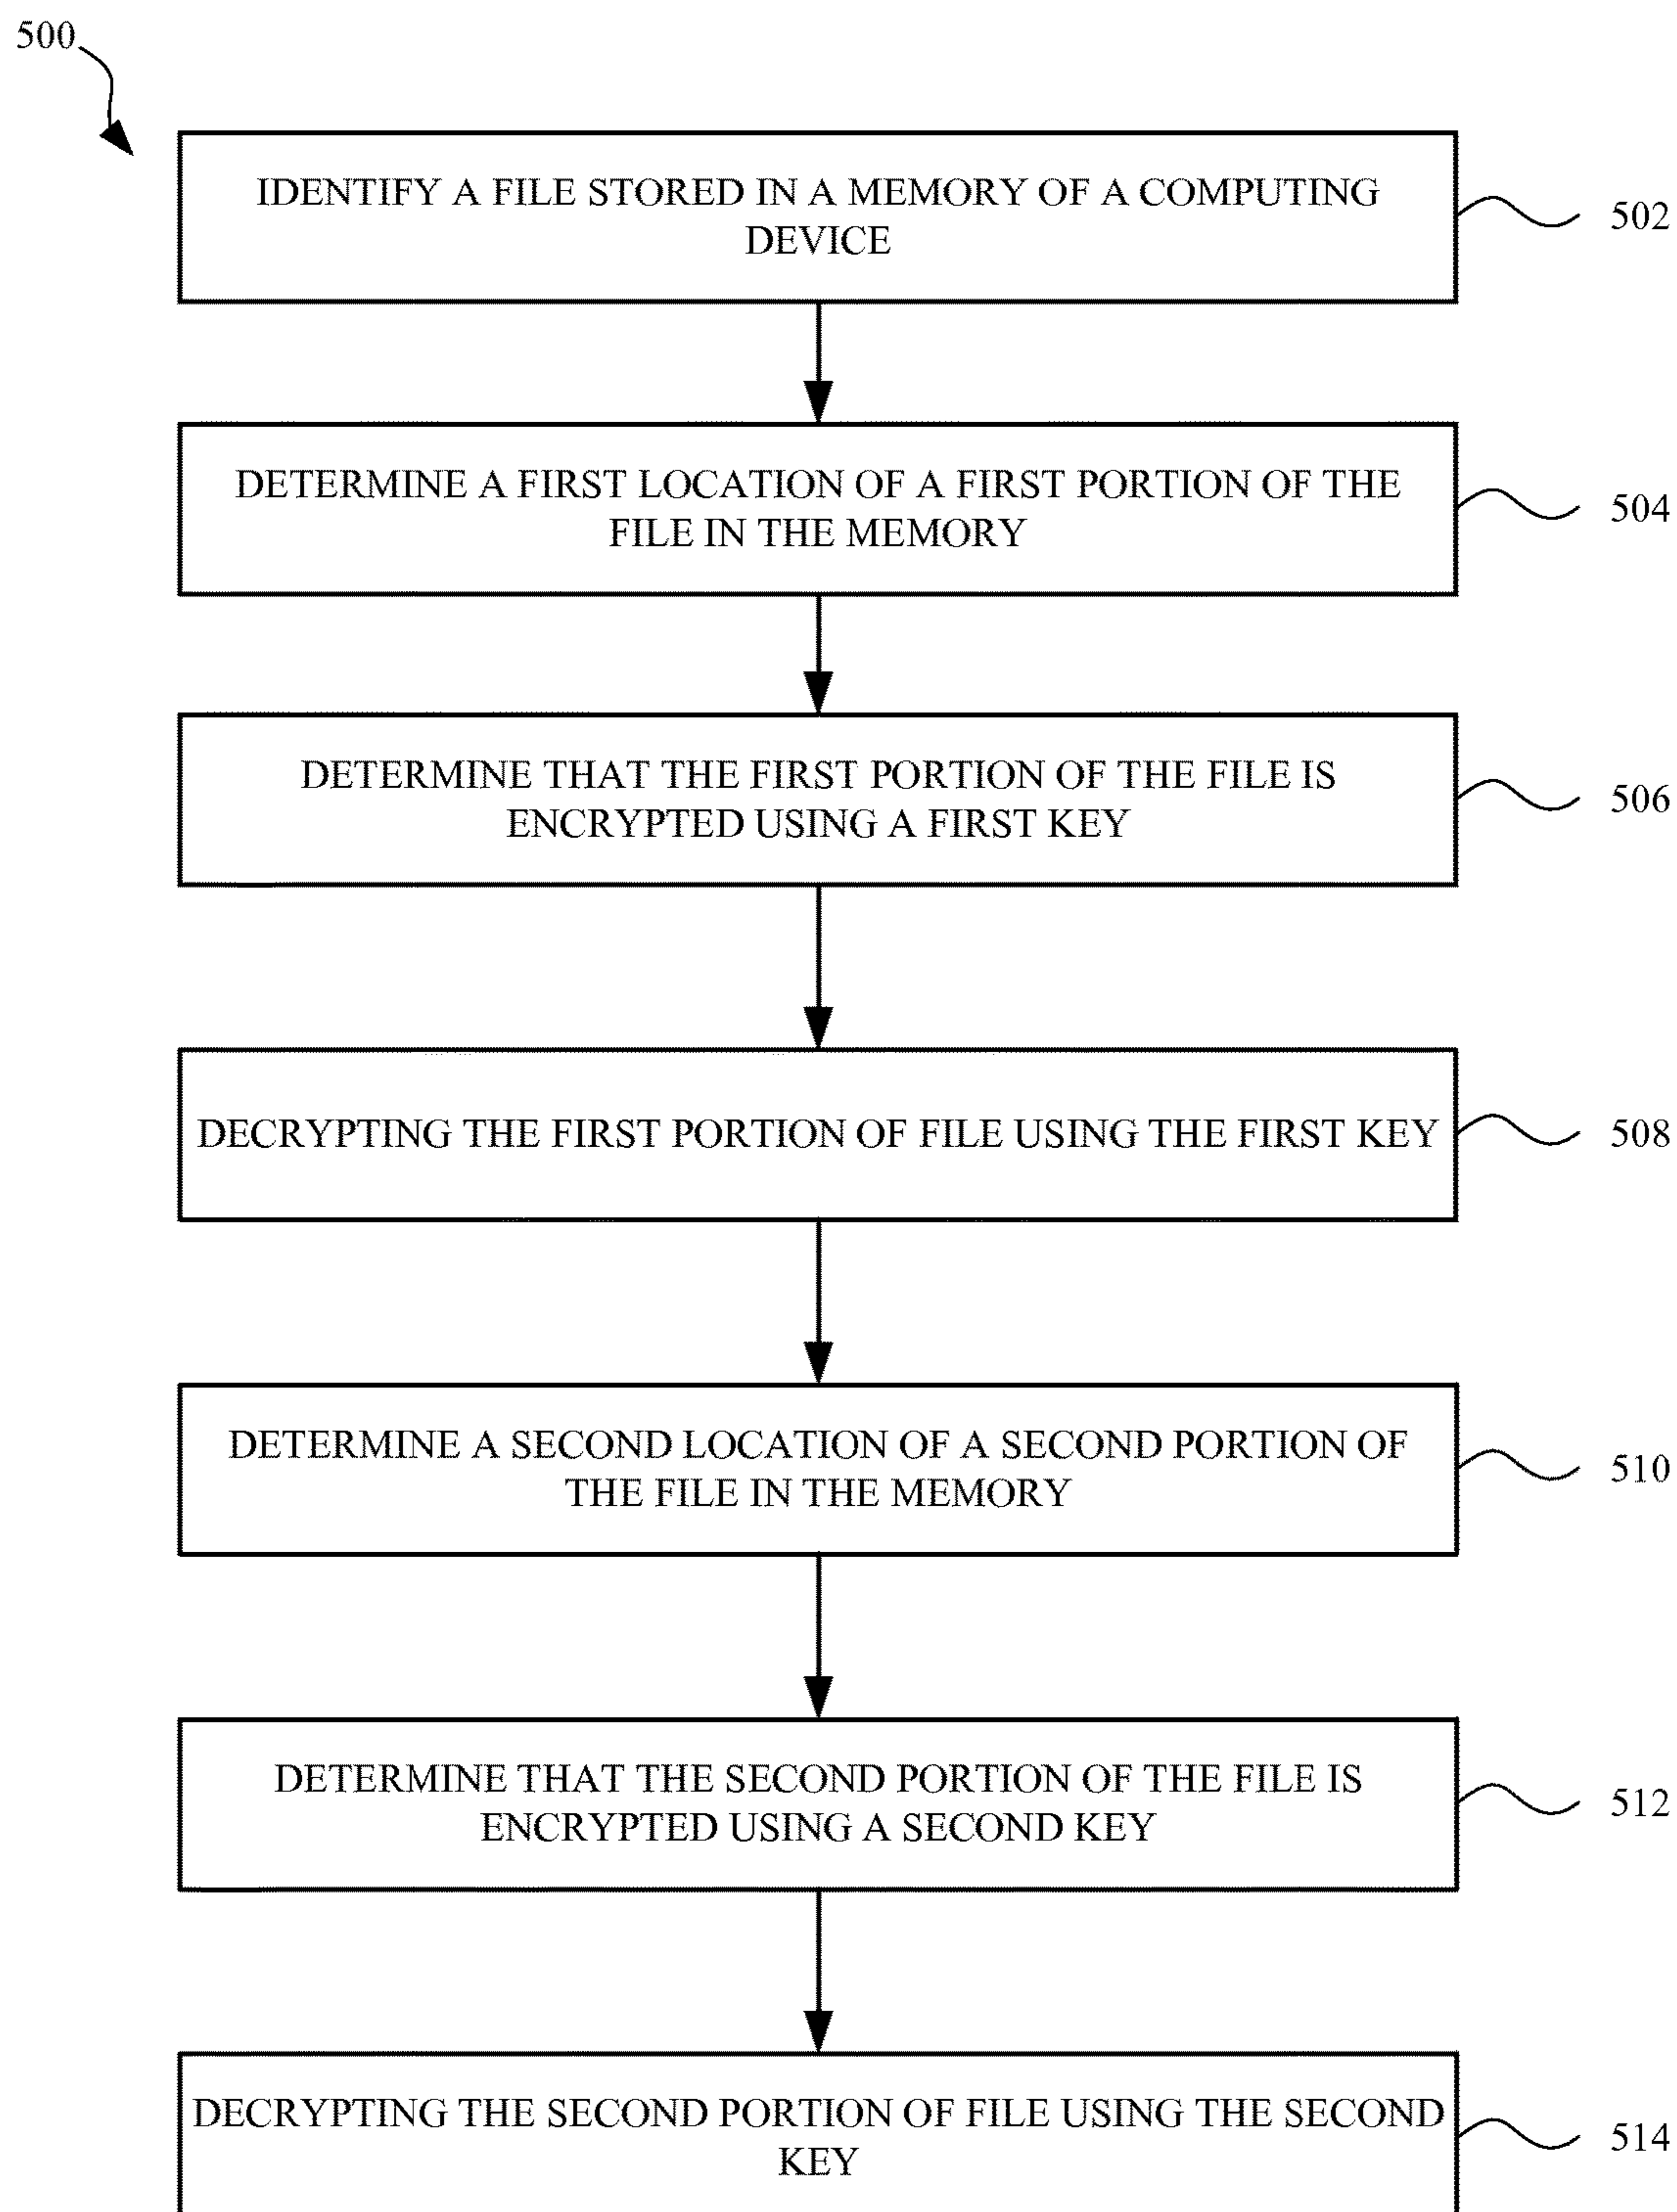 500
IDENTIFY A FILE STORED IN A MEMORY OF A COMPUTING
DEVICE
502
DETERMINE A FIRST LOCATION OF A FIRST PORTION OF THE
FILE IN THE MEMORY
504
DETERMINE THAT THE FIRST PORTION OF THE FILE IS
ENCRYPTED USING A FIRST KEY
506
DECRYPTING THE FIRST PORTION OF FILE USING THE FIRST KEY
508
DETERMINE A SECOND LOCATION OF A SECOND PORTION OF
THE FILE IN THE MEMORY
510
DETERMINE THAT THE SECOND PORTION OF THE FILE IS
ENCRYPTED USING A SECOND KEY
512
DECRYPTING THE SECOND PORTION OF FILE USING THE SECOND
KEY
514